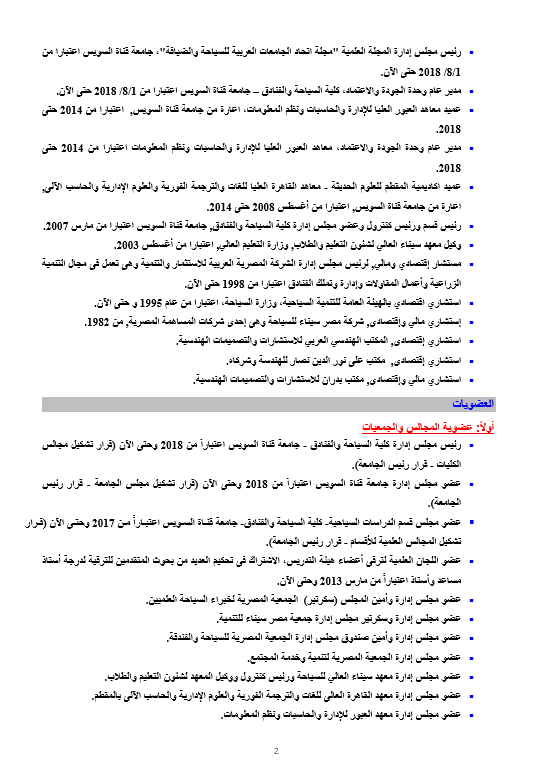 ▪ رئيس مجلس إدارة المجلة العلمية "مجلة اتحاد الجامعات العربية للسياحة والضيافة"، جامعة قناة السويس اعتبارا من
8/1/ 2018 حتى الآن.
▪ مدير عام وحدة الجودة والاعتماد، كلية السياحة والفنادق – جامعة قناة السويس اعتبارا من 8/1/ 2018 حتى الآن.
▪ عميد معاهد العبور العليا للإدارة والحاسبات ونظم المعلومات، اعارة من جامعة قناة السويس, اعتبارا من 2014 حتى
2018.
▪ مدير عام وحدة الجودة والاعتماد، معاهد العبور العليا للإدارة والحاسبات ونظم المعلومات اعتبارا من 2014 حتى
2018.
▪ عميد اكاديمية المقطم للعلوم الحديثة - معاهد القاهرة العليا للغات والترجمة الفورية والعلوم الإدارية والحاسب الآلى,
اعارة من جامعة قناة السويس, اعتبارا من أغسطس 2008 حتى 2014.
▪ رئيس قسم ورئيس كنترول وعضو مجلس إدارة كلية السياحة والفنادق, جامعة قناة السويس اعتبارا من مارس 2007.
▪ وكيل معهد سيناء العالي لشئون التعليم والطلاب, وزارة التعليم العالي, اعتبارا من أغسطس 2003.
▪ مستشار إقتصادي ومالي, لرئيس مجلس إدارة الشركة المصرية العربية للاستثمار والتنمية وهى تعمل فى مجال التنمية
الزراعية وأعمال المقاولات وإدارة وتملك الفنادق اعتبارا من 1998 حتى الآن.
▪ استشاري اقتصادي بالهيئة العامة للتنمية السياحية، وزارة السياحة، اعتبارا من عام 1995 و حتى الآن.
▪ إستشاري مالي وإقتصادى, شركة مصر سيناء للسياحة وهى إحدى شركات المساهمة المصرية, من 1982.
▪ استشاري إقتصادى, المكتب الهندسي العربي للاستشارات والتصميمات الهندسية.
▪ استشارى إقتصادى, مكتب على نور الدين نصار للهندسة وشركاه.
▪ استشاري مالي وإقتصادى, مكتب بدران للاستشارات والتصميمات الهندسية.
العضويات
أولاً: عضوية المجالس والجمعيات
▪ رئيس مجلس إدارة كلية السياحة والفنادق - جامعة قناة السويس اعتباراً من 2018 وحتى الآن (قرار تشكيل مجالس
الكليات - قرار رئيس الجامعة).
▪ عضو مجلس إدارة جامعة قناة السويس اعتباراً من 2018 وحتى الآن (قرار تشكيل مجلس الجامعة - قرار رئيس
الجامعة).
▪ عضو مجلس قسم الدراسات السياحية- كلية السياحة والفنادق- جامعة قناة السويس اعتباراً من 2017 وحتى الآن (قرار
تشكيل المجالس العلمية للأقسام - قرار رئيس الجامعة).
▪ عضو اللجان العلمية لترقى أعضاء هيئة التدريس، الاشتراك فى تحكيم العديد من بحوث المتقدمين للترقية لدرجة أستاذ
مساعد وأستاذ اعتباراً من مارس 2013 وحتى الآن.
▪ عضو مجلس إدارة وأمين المجلس (سكرتير) الجمعية المصرية لخبراء السياحة العلميين.
▪ عضو مجلس إدارة وسكرتير مجلس إدارة جمعية مصر سيناء للتنمية.
▪ عضو مجلس إدارة وأمين صندوق مجلس إدارة الجمعية المصرية للسياحة والفندقة.
▪ عضو مجلس إدارة الجمعية المصرية لتنمية وخدمة المجتمع.
▪ عضو مجلس إدارة معهد سيناء العالي للسياحة ورئيس كنترول ووكيل المعهد لشئون التعليم والطلاب.
▪ عضو مجلس إدارة معهد القاهرة العالى للغات والترجمة الفورية والعلوم الإدارية والحاسب الآلى بالمقطم.
▪ عضو مجلس إدارة معهد العبور للإدارة والحاسبات ونظم المعلومات.
2